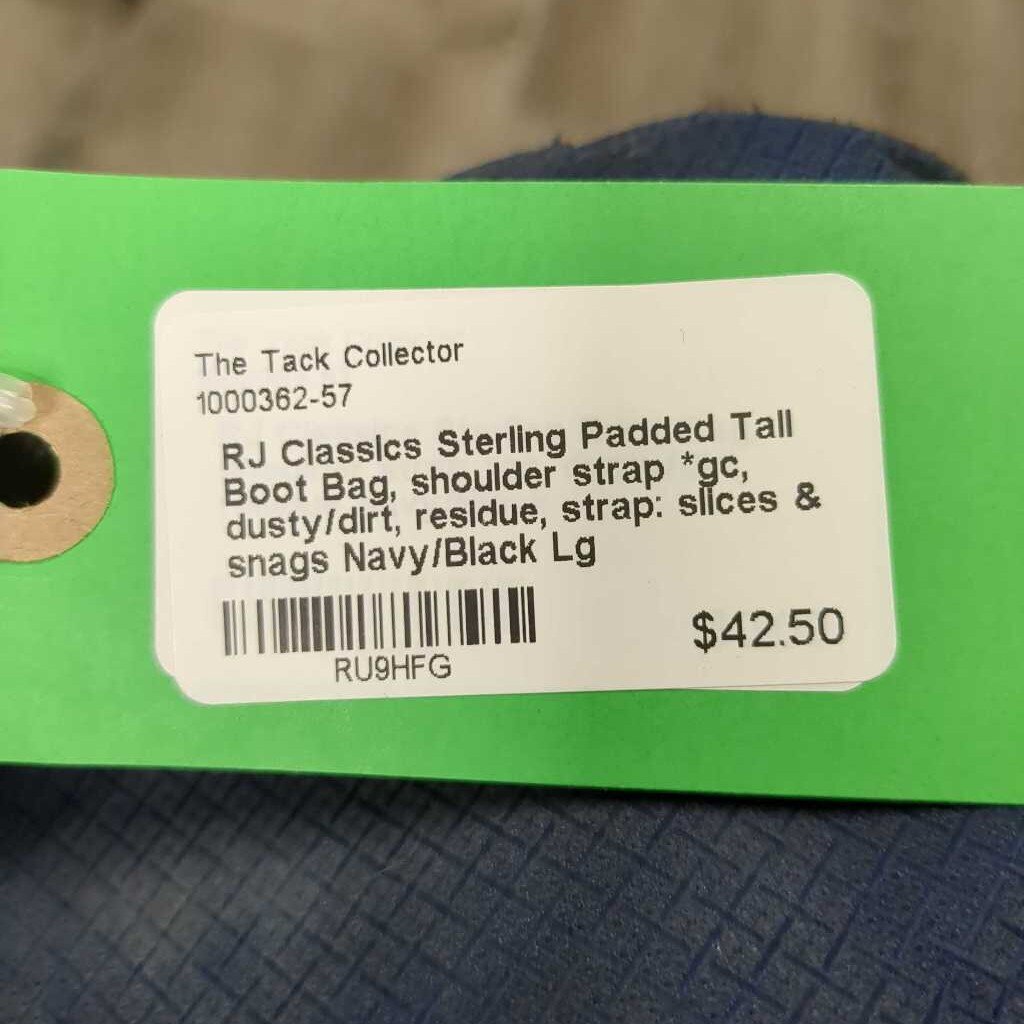 The Tack Collector
1000362-57
RJ Classics Sterling Padded Tall
Boot Bag, shoulder strap *gc,
dusty/dirt, residue, strap: slices &
snags Navy/Black Lg
RU9HFG
$42.50